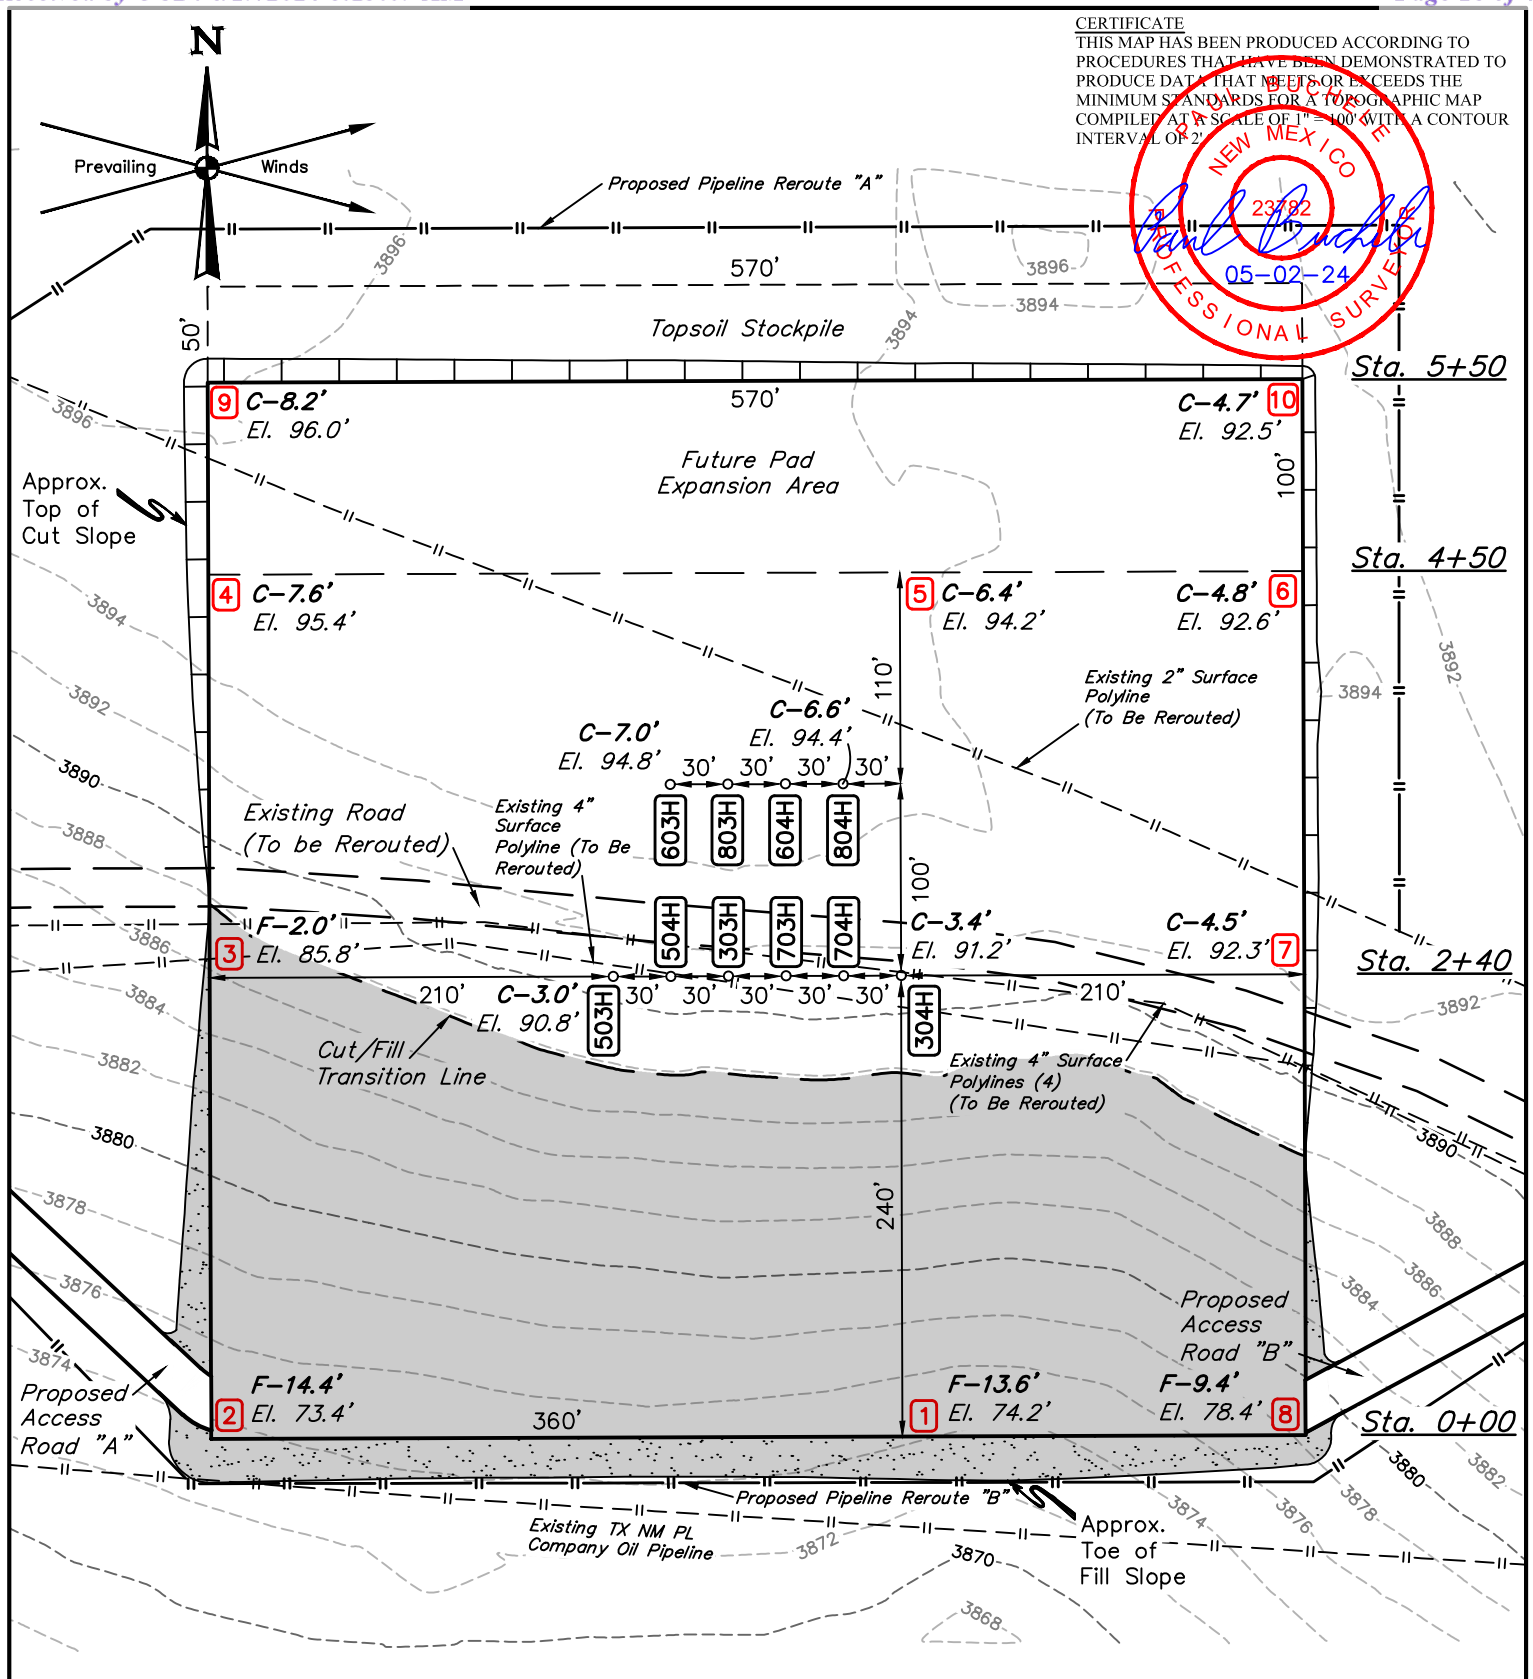 CERTIFICATE
THIS MAP HAS BEEN PRODUCED ACCORDING TO
PROCEDURES THAT HAVE BEEN DEMONSTRATED TO
PRODUCE DATA THAT MEETS OR EXCEEDS THE
MINIMUM STANDARDS FOR A TOPOGRAPHIC MAP
COMPILED AT A SCALE OF 1" = 100' WITH A CONTOUR
INTERVAL OF 2'
PAUL BUCHELE
NEW MEXICO
23782
PROFESSIONAL SURVEYOR
Paul Buchele
05-02-24
N
Prevailing Winds
Proposed Pipeline Reroute "A"
3896
3896
3894
3894
570'
50'
Topsoil Stockpile
Sta. 5+50
9 C-8.2'
El. 96.0'
570'
C-4.7' 10
El. 92.5'
3896
Future Pad
Expansion Area
100'
Approx.
Top of
Cut Slope
Sta. 4+50
4 C-7.6'
El. 95.4'
5 C-6.4'
El. 94.2'
C-4.8' 6
El. 92.6'
3894
3892
3892
3894
110'
Existing 2" Surface
Polyline
(To Be Rerouted)
C-7.0'
El. 94.8'
C-6.6'
El. 94.4'
30' 30' 30' 30'
603H
803H
604H
804H
3890
3888
Existing Road
(To be Rerouted)
Existing 4"
Surface
Polyline (To Be
Rerouted)
100'
504H
303H
703H
704H
3 F-2.0'
El. 85.8'
C-3.4'
El. 91.2'
C-4.5'
El. 92.3' 7
Sta. 2+40
3886
3884
210'
C-3.0'
El. 90.8'
503H
30' 30' 30' 30' 30'
304H
210'
3892
Cut/Fill
Transition Line
Existing 4" Surface
Polylines (4)
(To Be Rerouted)
3882
3880
3890
3878
240'
3888
3886
3884
3876
Proposed
Access
Road "B"
3874
Proposed
Access
Road "A"
2 F-14.4'
El. 73.4'
360'
1 F-13.6'
El. 74.2'
F-9.4'
El. 78.4' 8
Sta. 0+00
3880
3882
3878
3876
3874
Proposed Pipeline Reroute "B"
Existing TX NM PL
Company Oil Pipeline
3872
3870
3868
Approx.
Toe of
Fill Slope